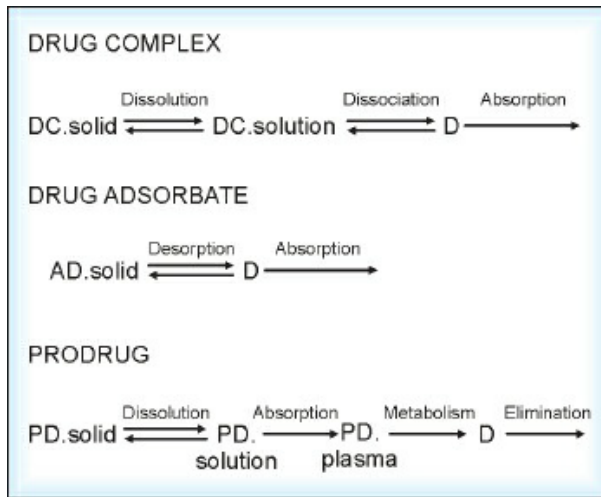 DRUG COMPLEX
Dissolution Dissociation Absorption
DC.solid DC.solution D
DRUG ADSORBATE
Desorption Absorption
AD.solid D
PRODRUG
Dissolution Absorption Metabolism Elimination
PD.solid PD. PD. D
solution plasma